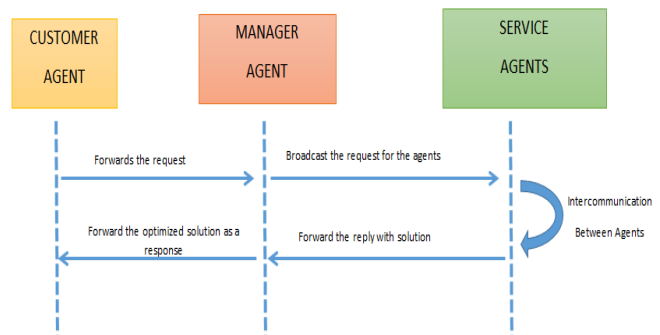 CUSTOMER
AGENT
MANAGER
AGENT
SERVICE
AGENTS
Forwards the request
Broadcast the request for the agents
Intercommunication
Between Agents
Forward the optimized solution as a
response
Forward the reply with solution